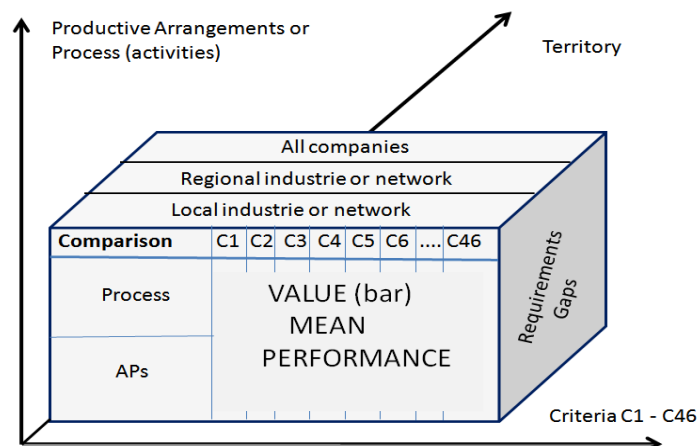 Productive Arrangements or
Process (activities)
Territory
All companies
Regional industrie or network
Local industrie or network
Comparison C1 C2 C3 C4 C5 C6 .... C46
Process
APs
VALUE (bar)
MEAN
PERFORMANCE
Requirements
Gaps
Criteria C1 - C46